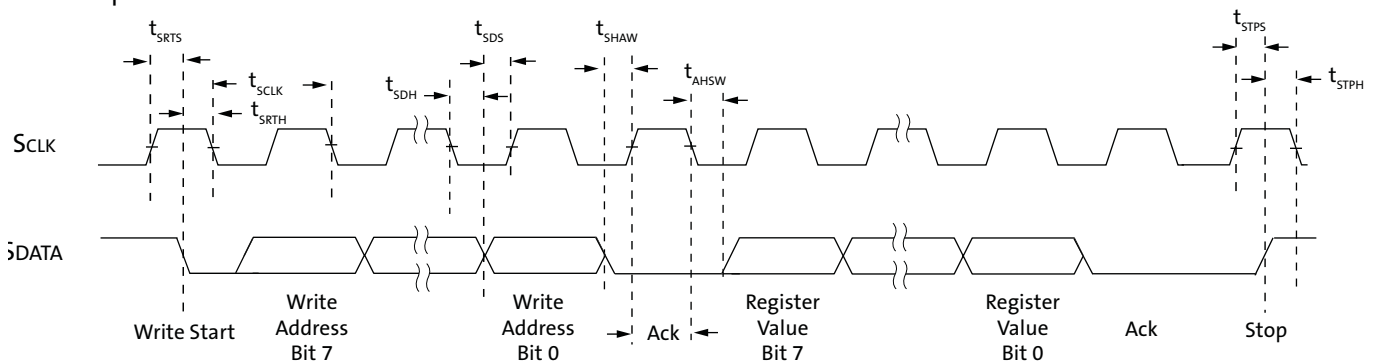 tSRTS
tSDS
tSHAW
tSTPS
tSCLK
tSDH
tAHSW
tSTPH
tSRTH
SCLK
SDATA
Write Start
Write
Address
Bit 7
Write
Address
Bit 0
Ack
Register
Value
Bit 7
Register
Value
Bit 0
Ack
Stop